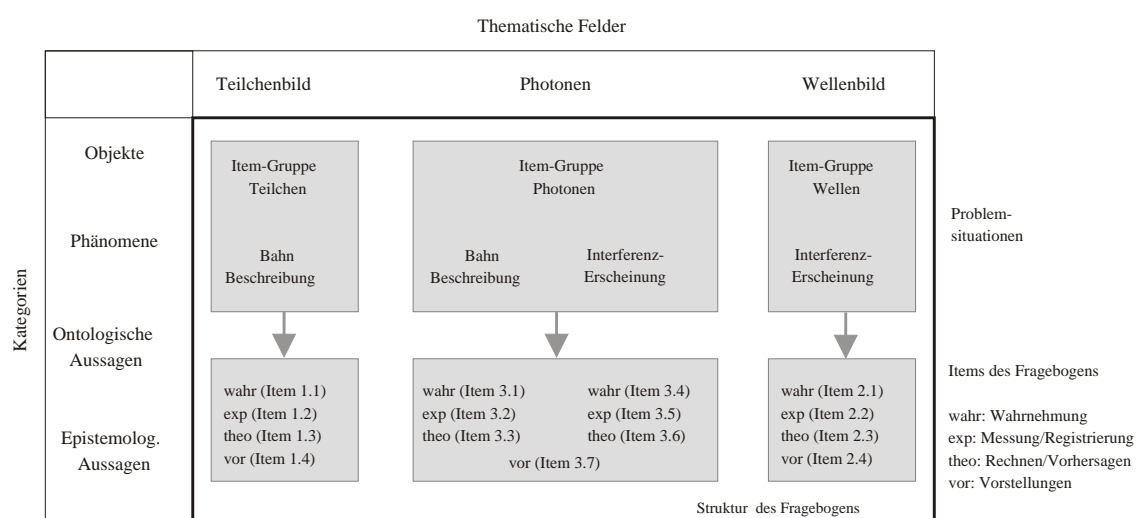 Thematische Felder
Teilchenbild
Photonen
Wellenbild
Kategorien
Objekte
Item-Gruppe
Teilchen
Item-Gruppe
Photonen
Item-Gruppe
Wellen
Phänomene
Bahn
Beschreibung
Bahn
Beschreibung
Interferenz-
Erscheinung
Interferenz-
Erscheinung
Problem-
situationen
Ontologische
Aussagen
Epistemolog.
Aussagen
wahr (Item 1.1)
exp (Item 1.2)
theo (Item 1.3)
vor (Item 1.4)
wahr (Item 3.1)
exp (Item 3.2)
theo (Item 3.3)
wahr (Item 3.4)
exp (Item 3.5)
theo (Item 3.6)
vor (Item 3.7)
wahr (Item 2.1)
exp (Item 2.2)
theo (Item 2.3)
vor (Item 2.4)
Items des Fragebogens
wahr: Wahrnehmung
exp: Messung/Registrierung
theo: Rechnen/Vorhersagen
vor: Vorstellungen
Struktur des Fragebogens